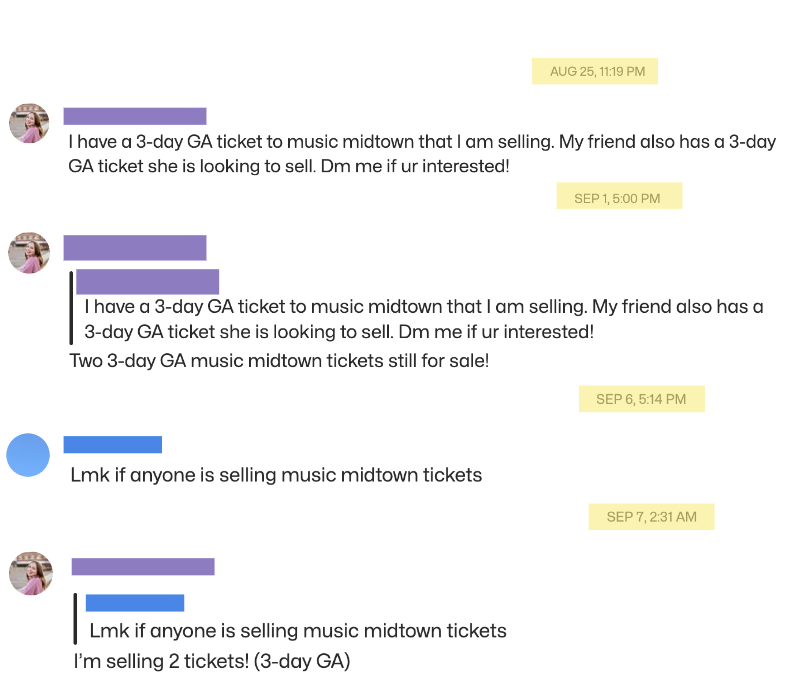 AUG 25, 11:19 PM
I have a 3-day GA ticket to music midtown that I am selling. My friend also has a 3-day
GA ticket she is looking to sell. Dm me if ur interested!
SEP 1, 5:00 PM
I have a 3-day GA ticket to music midtown that I am selling. My friend also has a
3-day GA ticket she is looking to sell. Dm me if ur interested!
Two 3-day GA music midtown tickets still for sale!
SEP 6, 5:14 PM
Lmk if anyone is selling music midtown tickets
SEP 7, 2:31 AM
Lmk if anyone is selling music midtown tickets
I'm selling 2 tickets! (3-day GA)